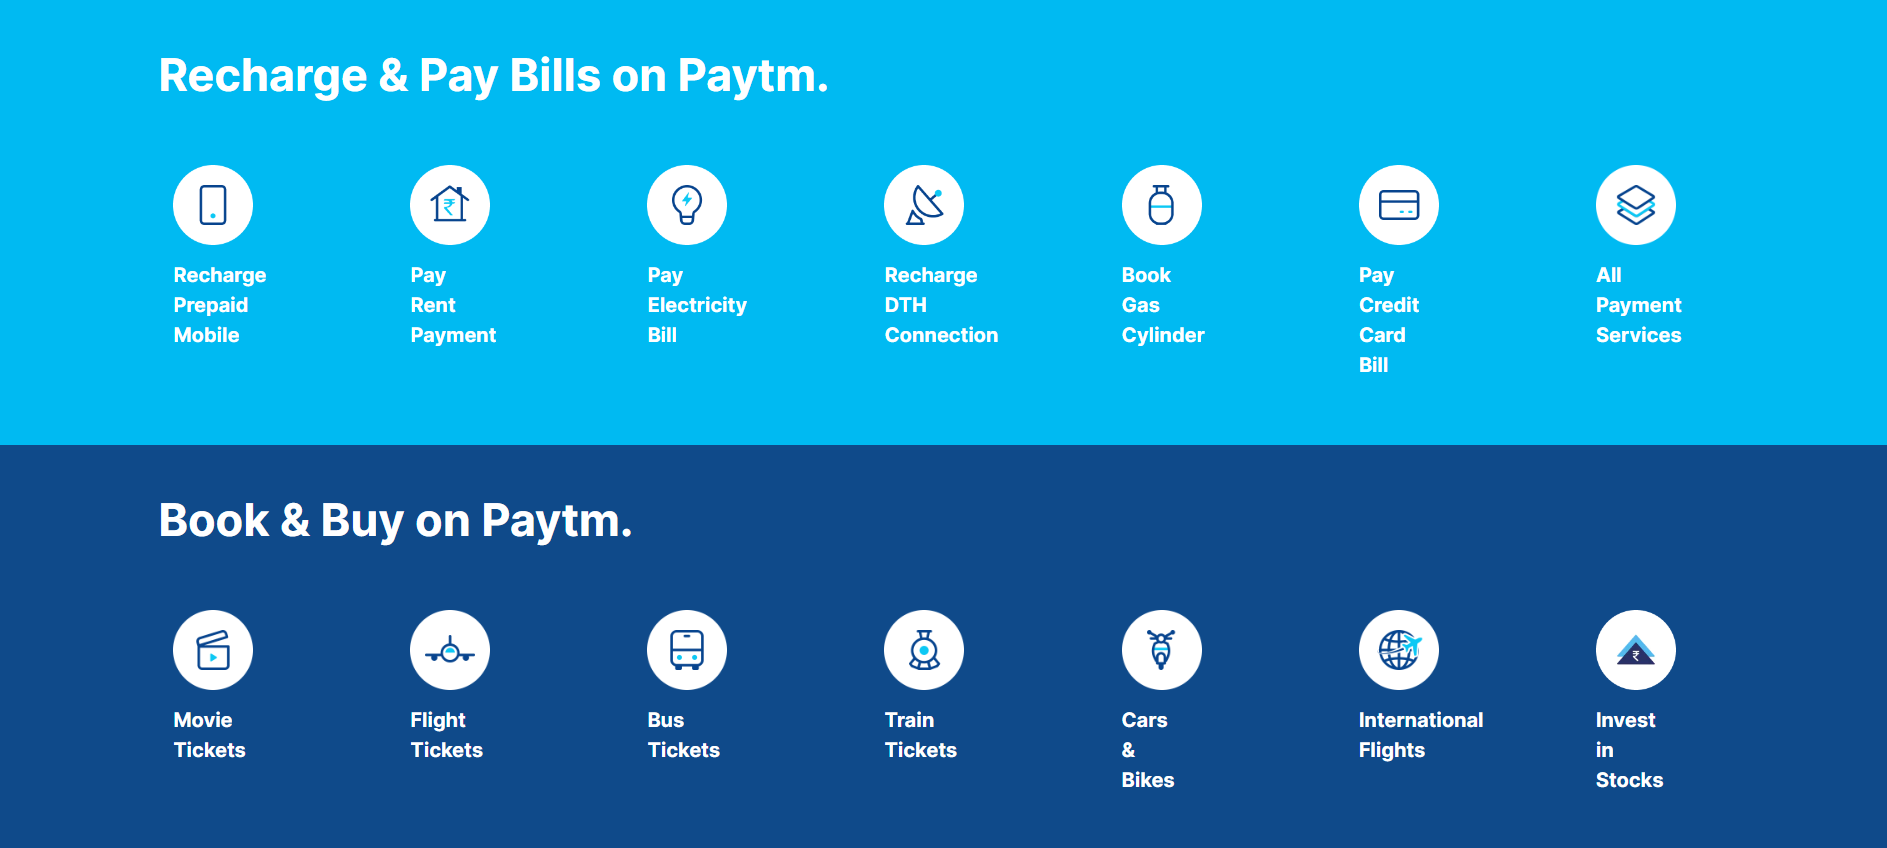 Recharge & Pay Bills on Paytm.
Recharge
Prepaid
Mobile
₹
Pay
Rent
Payment
Pay
Electricity
Bill
Recharge
DTH
Connection
Book
Gas
Cylinder
Pay
Credit
Card
Bill
All
Payment
Services
Book & Buy on Paytm.
Movie
Tickets
Flight
Tickets
Bus
Tickets
Train
Tickets
Cars
&
Bikes
International
Flights
₹
Invest
in
Stocks